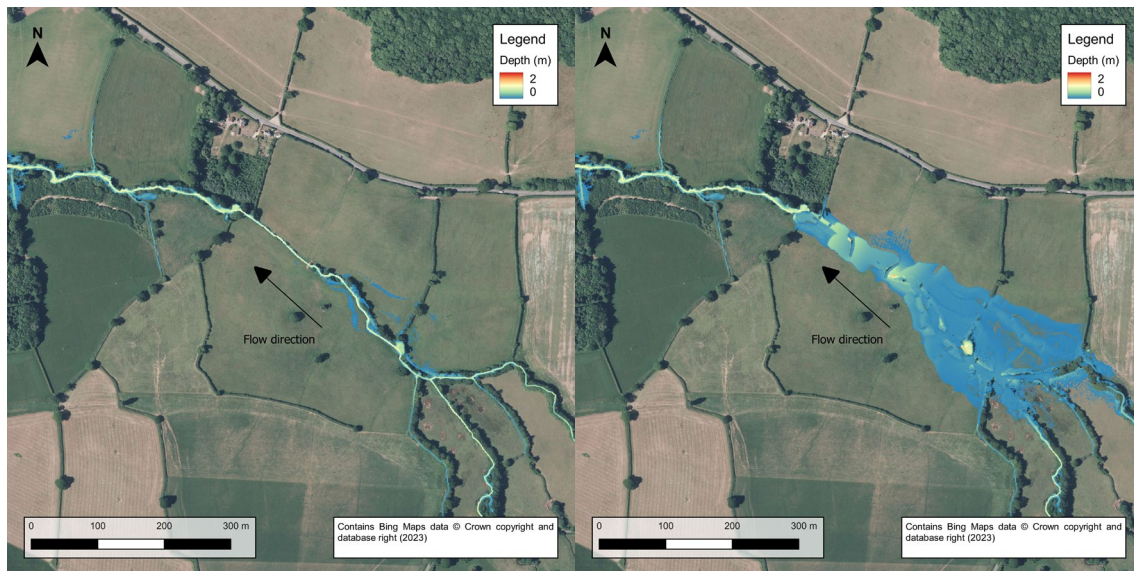 N
Legend
Depth (m)
2
0
Flow direction
0 100 200 300 m
Contains Bing Maps data © Crown copyright and
database right (2023)
N
Legend
Depth (m)
2
0
Flow direction
0 100 200 300 m
Contains Bing Maps data © Crown copyright and
database right (2023)